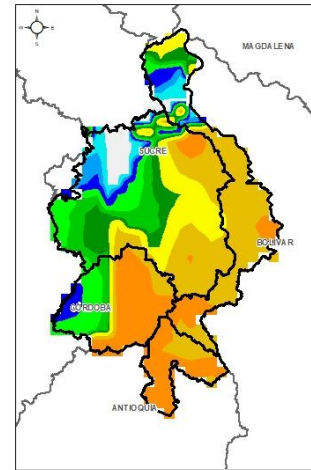 N
W E
S
MAGDALENA
SUCRE
BOLIVAR
CORDOBA
ANTIOQUIA